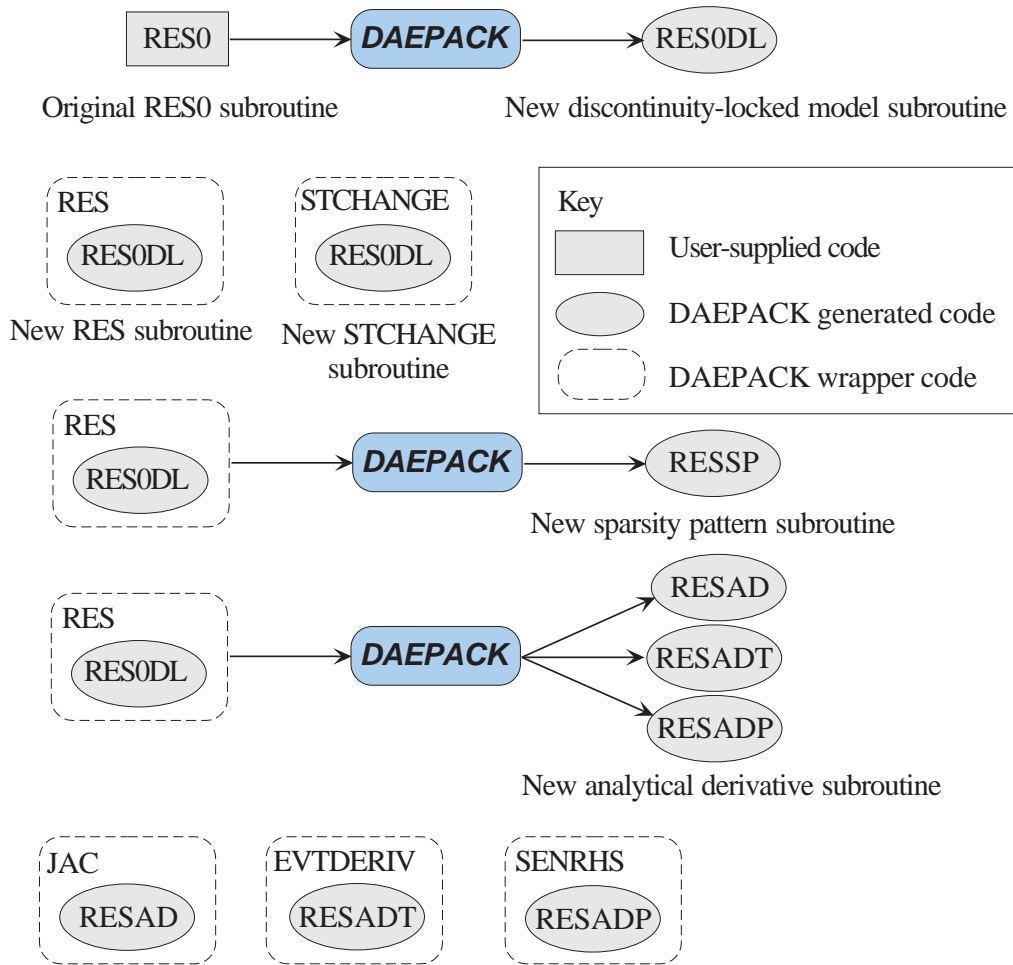 RES0
DAEPACK
RES0DL
Original RES0 subroutine
New discontinuity-locked model subroutine
RES
RES0DL
New RES subroutine
STCHANGE
RES0DL
New STCHANGE
subroutine
Key
User-supplied code
DAEPACK generated code
DAEPACK wrapper code
RES
RES0DL
DAEPACK
RESSP
New sparsity pattern subroutine
RES
RES0DL
DAEPACK
RESAD
RESADT
RESADP
New analytical derivative subroutine
JAC
RESAD
EVTDERIV
RESADT
SENRHS
RESADP